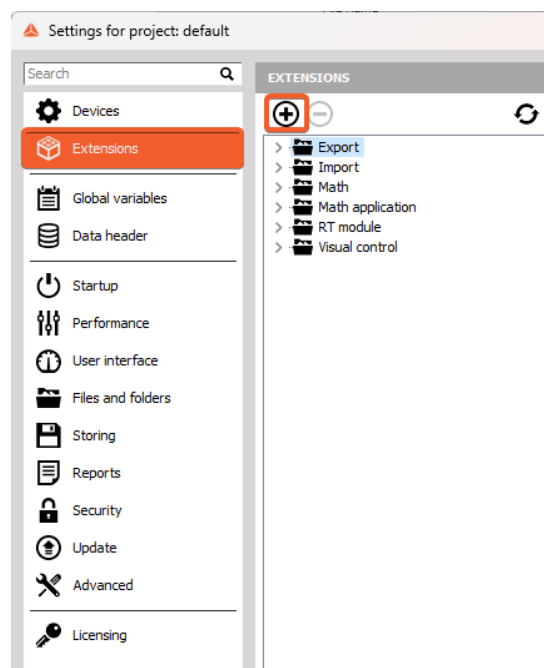 Settings for project: default
Search
Devices
Extensions
Global variables
Data header
Startup
Performance
User interface
Files and folders
Storing
Reports
Security
Update
Advanced
Licensing
EXTENSIONS
Export
Import
Math
Math application
RT module
Visual control